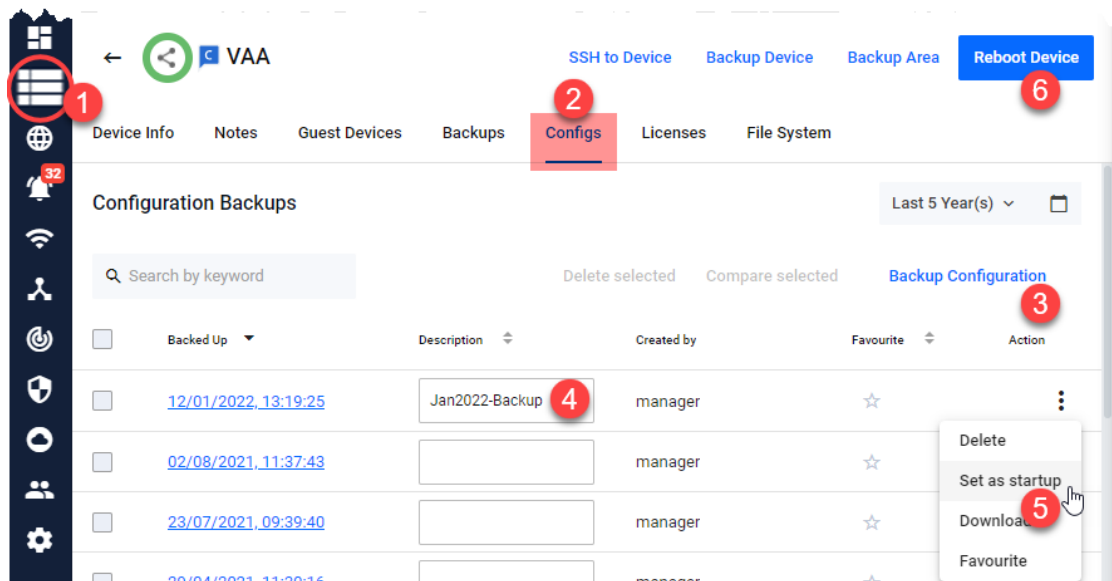 VAA
SSH to Device
Backup Device
Backup Area
Reboot Device
6
1
2
Device Info
Notes
Guest Devices
Backups
Configs
Licenses
File System
32
Configuration Backups
Last 5 Year(s)
Search by keyword
Delete selected
Compare selected
Backup Configuration
3
Backed Up
Description
Created by
Favourite
Action
12/01/2022, 13:19:25
Jan2022-Backup
4
manager
02/08/2021, 11:37:43
manager
23/07/2021, 09:39:40
manager
Delete
Set as startup
5
Download
Favourite